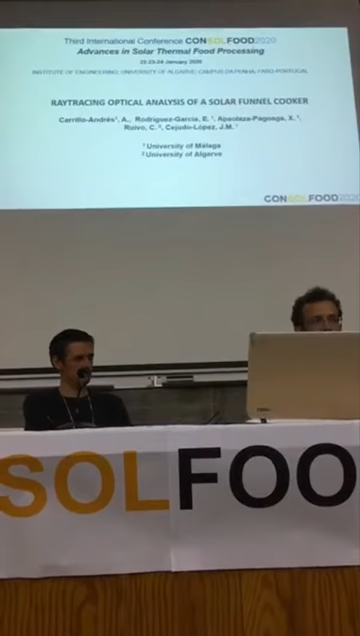 Third International Conference CONSOLFOOD2020
Advances in Solar Thermal Food Processing
22-23-24 January 2020
INSTITUTE OF ENGINEERING, UNIVERSITY OF ALGARVE, CAMPUS DA PENHA, FARO-PORTUGAL
RAYTRACING OPTICAL ANALYSIS OF A SOLAR FUNNEL COOKER
Carrillo-Andrés¹, A., Rodríguez-García, E. ¹, Apaolaza-Pagoaga, X. ¹,
Ruivo, C. ², Cejudo-López, J.M. ¹
¹ University of Málaga
² University of Algarve
CONSOLFOOD2020
SOLFOO